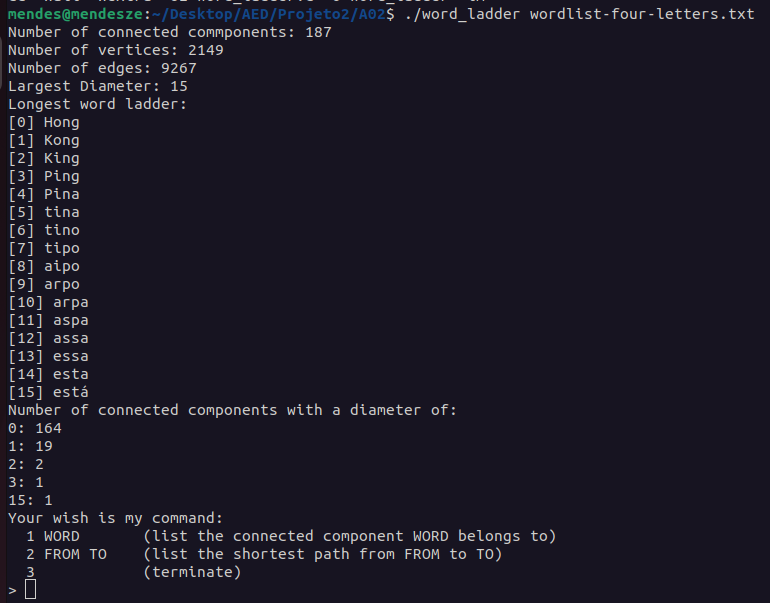 mendes@mendesze:~/Desktop/AED/Projeto2/A02$ ./word_ladder wordlist-four-letters.txt
Number of connected commponents: 187
Number of vertices: 2149
Number of edges: 9267
Largest Diameter: 15
Longest word ladder:
[0] Hong
[1] Kong
[2] King
[3] Ping
[4] Pina
[5] tina
[6] tino
[7] tipo
[8] aipo
[9] arpo
[10] arpa
[11] aspa
[12] assa
[13] essa
[14] esta
[15] está
Number of connected components with a diameter of:
0: 164
1: 19
2: 2
3: 1
15: 1
Your wish is my command:
1 WORD (list the connected component WORD belongs to)
2 FROM TO (list the shortest path from FROM to TO)
3 (terminate)
>